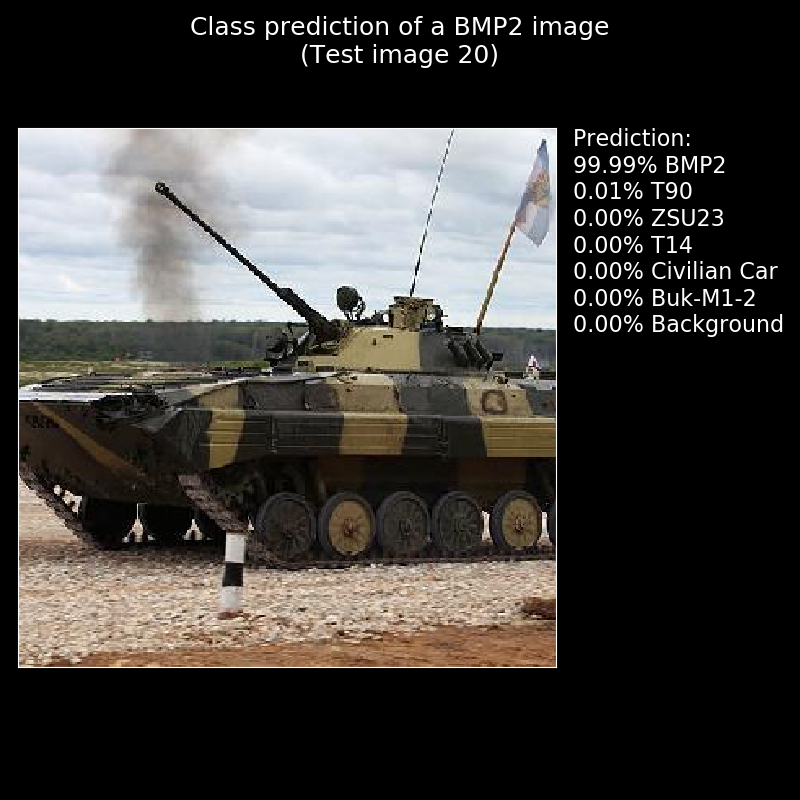 Class prediction of a BMP2 image
(Test image 20)
Prediction:
99.99% BMP2
0.01% T90
0.00% ZSU23
0.00% T14
0.00% Civilian Car
0.00% Buk-M1-2
0.00% Background